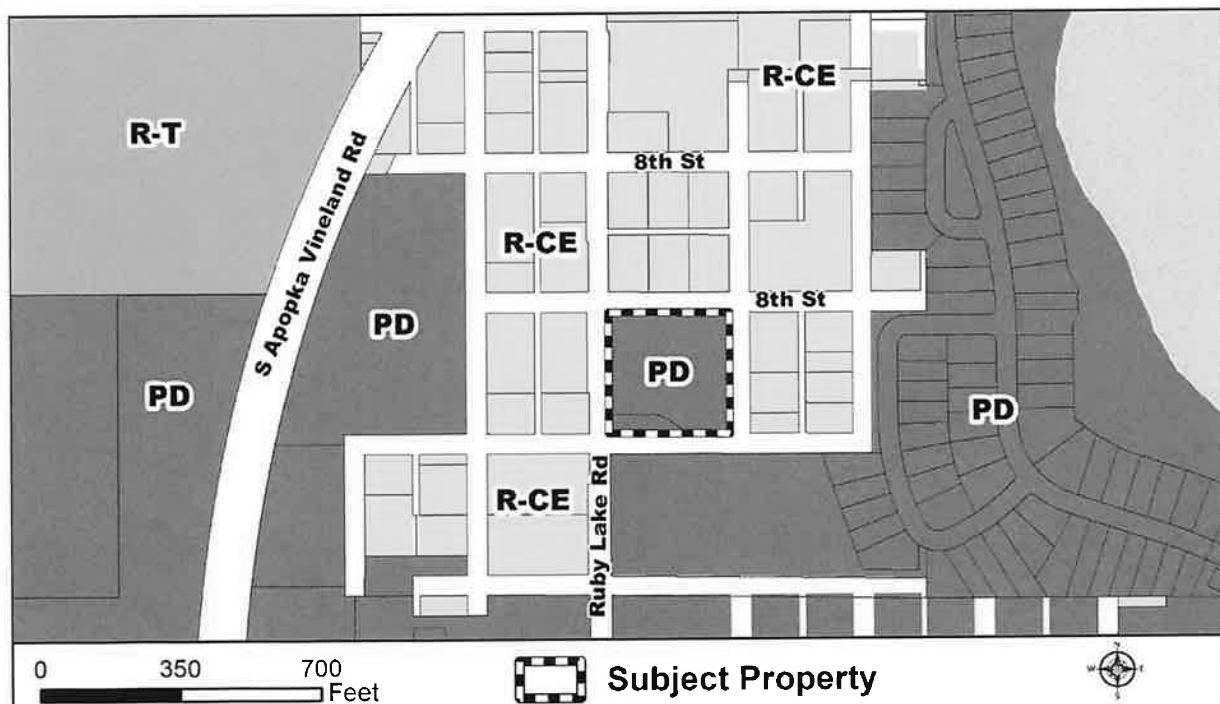 R-CE
R-T
8th St
S Apopka Vineland Rd
R-CE
8th St
PD
PD
PD
PD
R-CE
Ruby Lake Rd
0 350 700
Feet
Subject Property
N
W E
S